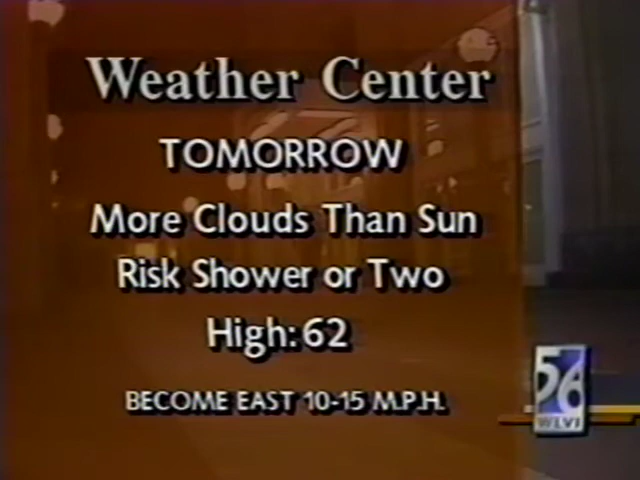 Weather Center
TOMORROW
More Clouds Than Sun
Risk Shower or Two
High: 62
BECOME EAST 10-15 M.P.H.
56
WLVI